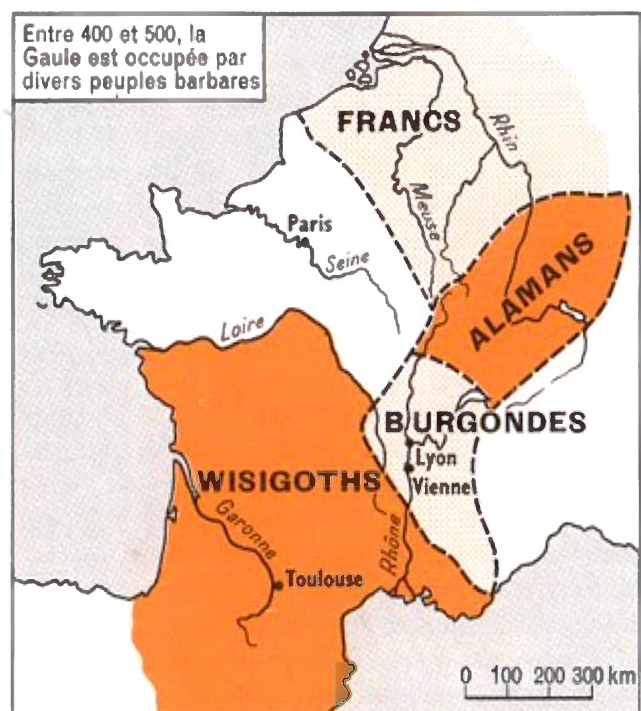 Entre 400 et 500, la
Gaule est occupée par
divers peuples barbares
FRANCS
Rhin
Meuse
Paris
Seine
ALAMANS
Loire
BURGONDES
Lyon
Vienne
WISIGOTHS
Garonne
Rhône
Toulouse
0 100 200 300 km